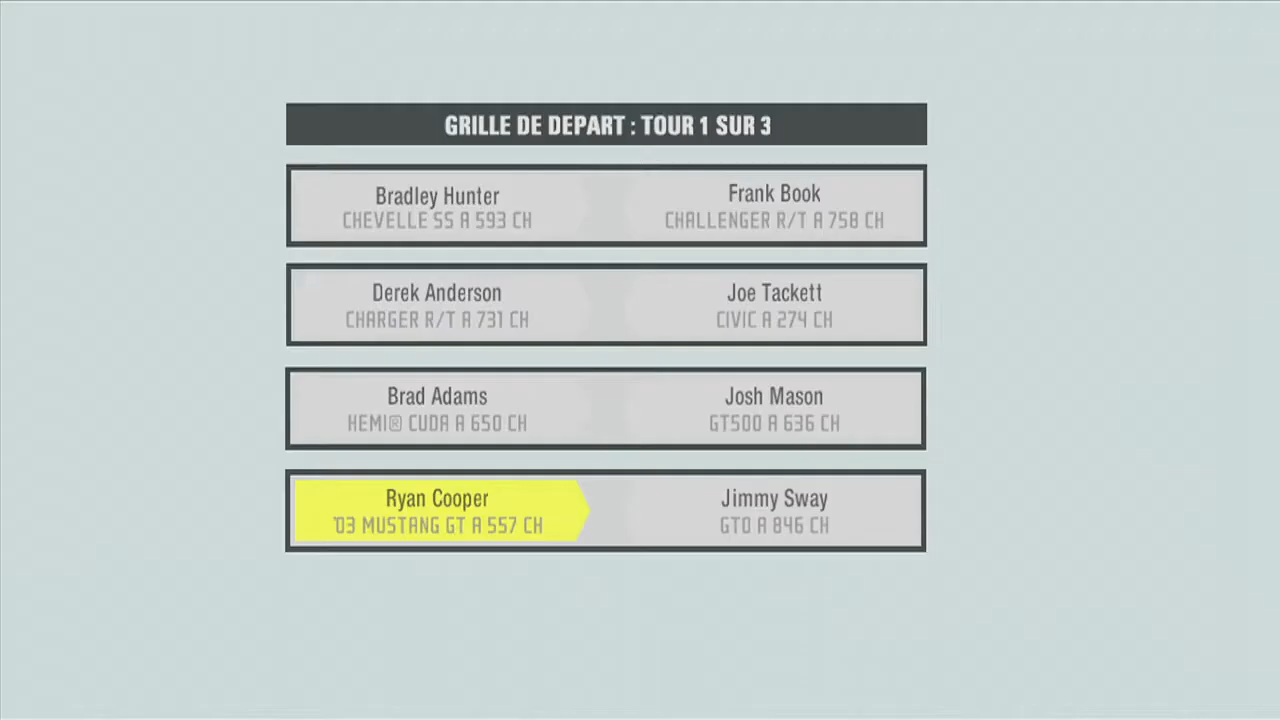 GRILLE DE DEPART : TOUR 1 SUR 3
Bradley Hunter
CHEVELLE SS A 593 CH
Frank Book
CHALLENGER R/T A 758 CH
Derek Anderson
CHARGER R/T A 731 CH
Joe Tackett
CIVIC A 274 CH
Brad Adams
HEMI® CUDA A 650 CH
Josh Mason
GT500 A 636 CH
Ryan Cooper
'03 MUSTANG GT A 557 CH
Jimmy Sway
GTO A 846 CH